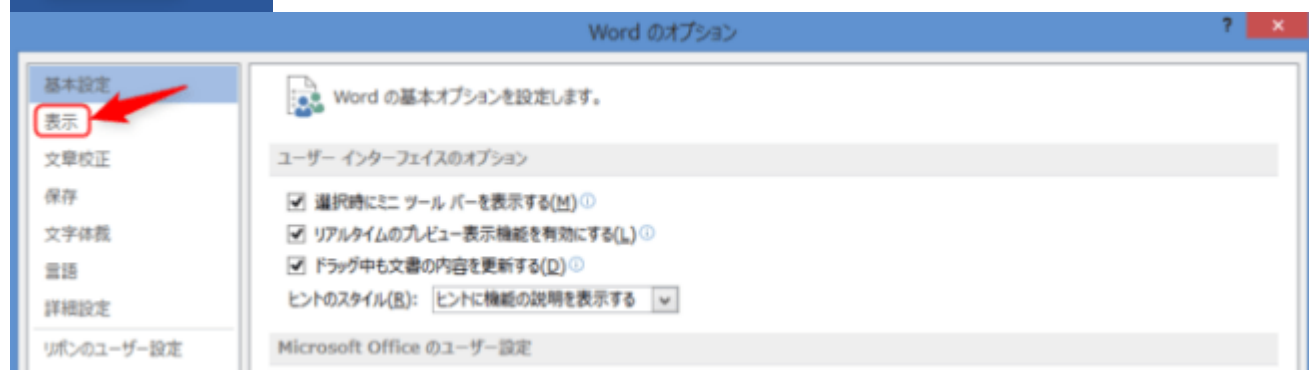 Word のオプション
? ×
基本設定
表示
文章校正
保存
文字体裁
言語
詳細設定
リボンのユーザー設定
Word の基本オプションを設定します。
ユーザー インターフェイスのオプション
選択時にミニ ツール バーを表示する(M)
リアルタイムのプレビュー表示機能を有効にする(L)
ドラッグ中も文書の内容を更新する(D)
ヒントのスタイル(R): ヒントに機能の説明を表示する
Microsoft Office のユーザー設定